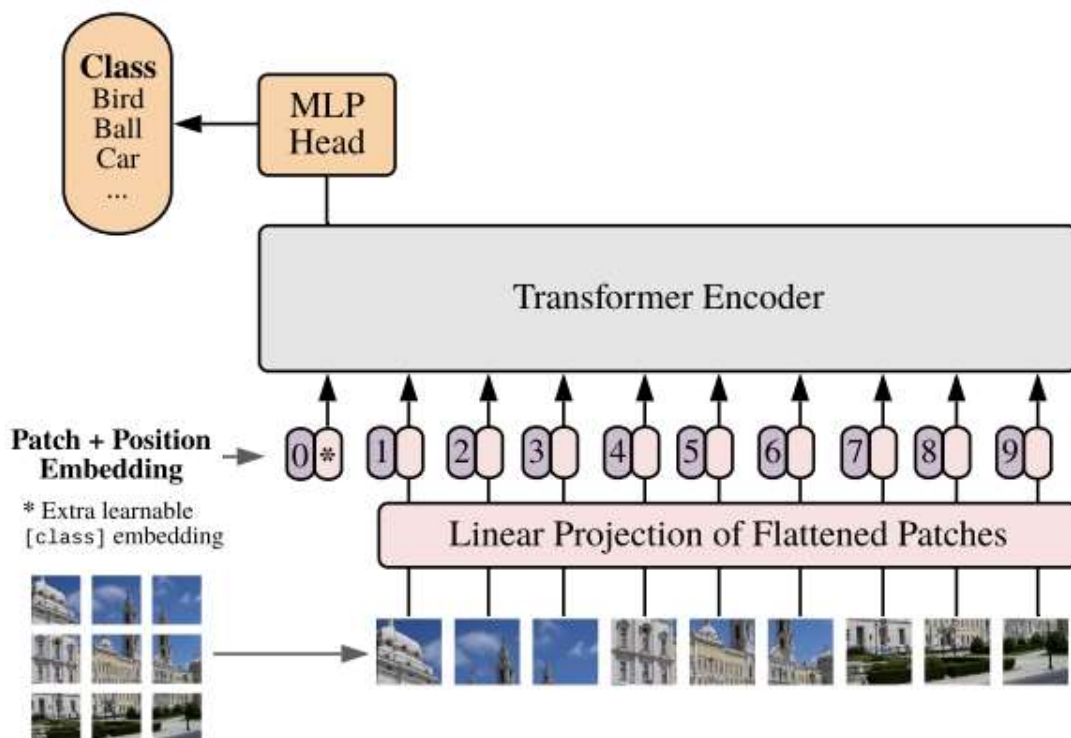 Class
Bird
Ball
Car
...
MLP
Head
Transformer Encoder
Patch + Position
Embedding
0 * 1 2 3 4 5 6 7 8 9
* Extra learnable
[class] embedding
Linear Projection of Flattened Patches